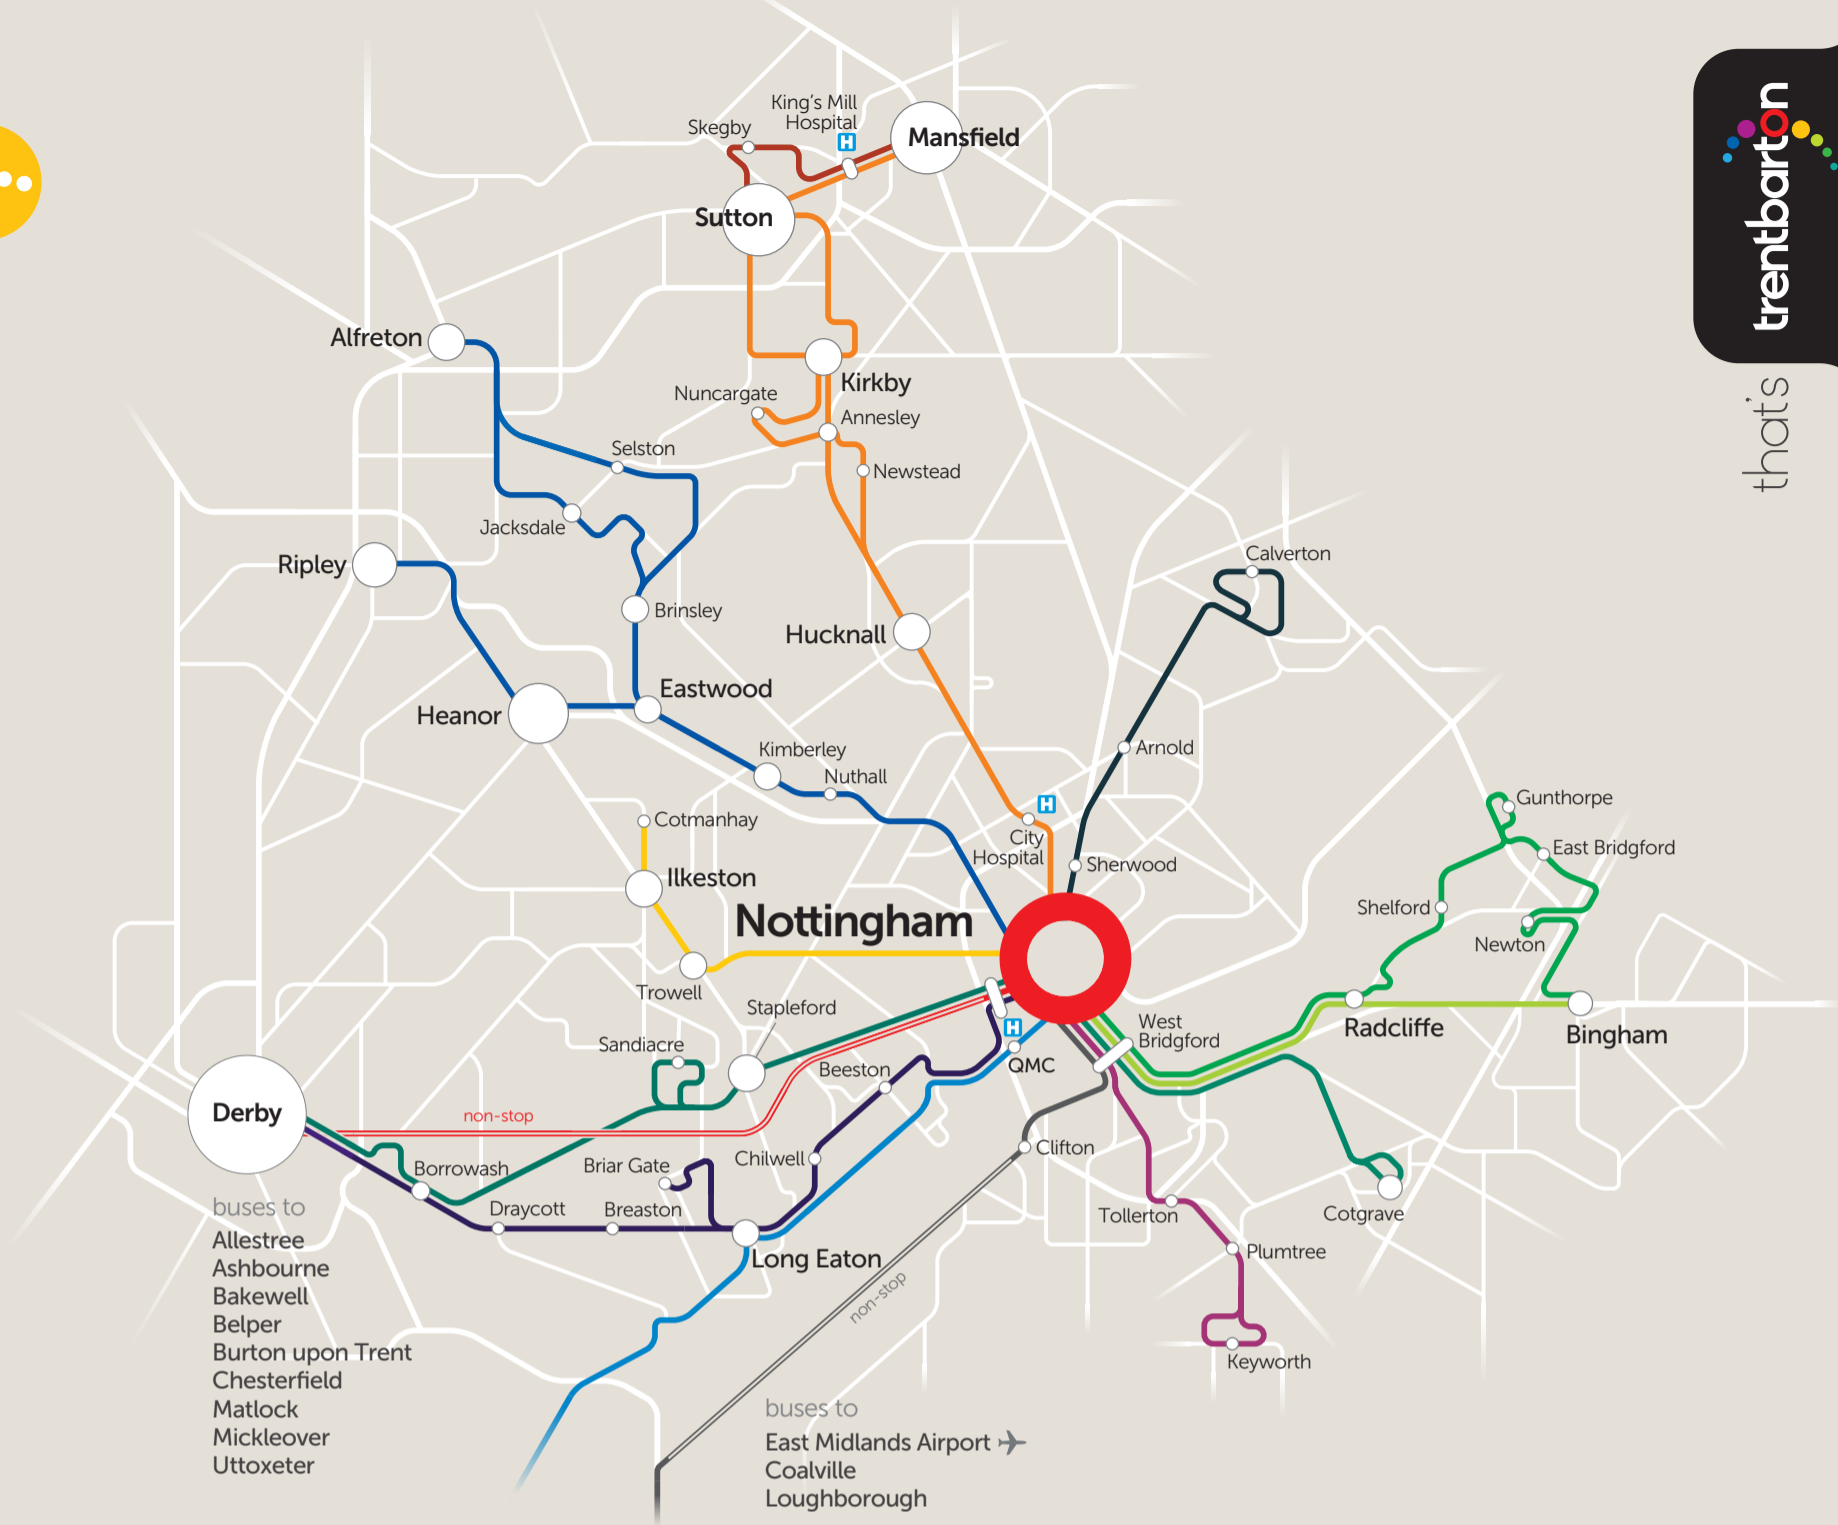 King's Mill
Hospital
H
Skegby
Mansfield
Sutton
Alfreton
Kirkby
Nuncargate
Annesley
Selston
Newstead
Jacksdale
Ripley
Calverton
Brinsley
Hucknall
Eastwood
Heanor
Arnold
Kimberley
Nuthall
Cotmanhay
H
City
Hospital
Sherwood
Gunthorpe
East Bridgford
Ilkeston
Shelford
Newton
Nottingham
Trowell
Stapleford
Sandiacre
Beeston
H
QMC
West
Bridgford
Radcliffe
Bingham
Derby
non-stop
Borrowash
Briar Gate
Chilwell
Clifton
Draycott
Breaston
Long Eaton
Tollerton
Cotgrave
Plumtree
Keyworth
non-stop
buses to
Allestree
Ashbourne
Bakewell
Belper
Burton upon Trent
Chesterfield
Matlock
Mickleover
Uttoxeter
buses to
East Midlands Airport
Coalville
Loughborough
that's
trentbarton